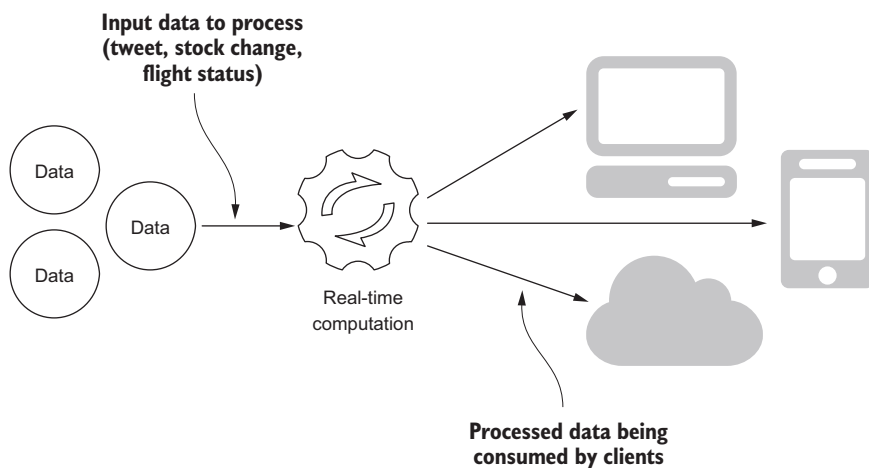 Input data to process
(tweet, stock change,
flight status)
Data
Data
Data
Real-time
computation
Processed data being
consumed by clients